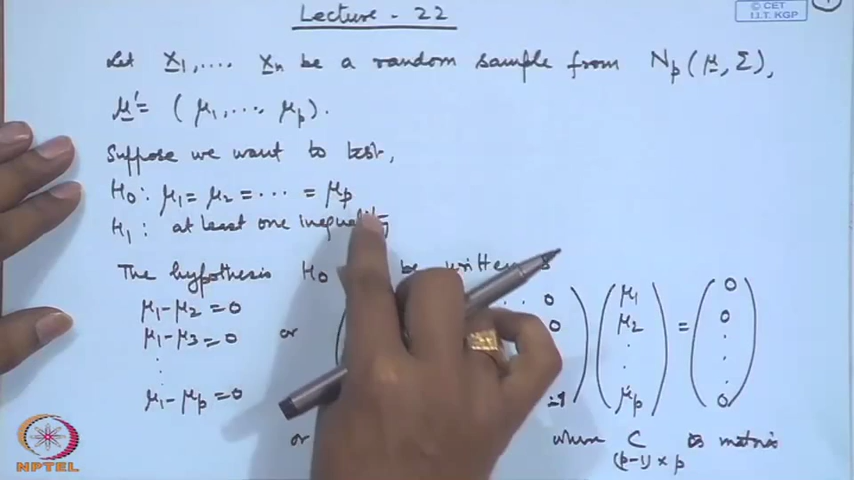 Lecture - 22
© CET
I.I.T. KGP
Let X1, .... Xn be a random sample from Np(μ, Σ),
μ' = (μ1, .... μp).
Suppose we want to test,
H0: μ1 = μ2 = ... = μp
H1: at least one inequality
The hypothesis H0 be written
μ1-μ2 = 0
μ1-μ3 = 0 or
⋮
μ1-μp = 0
.. 0
0
-1
(μ1 μ2 . . μp) = (0 0 . . 0)
or where C is matrix
(p-1) × p
NPTEL